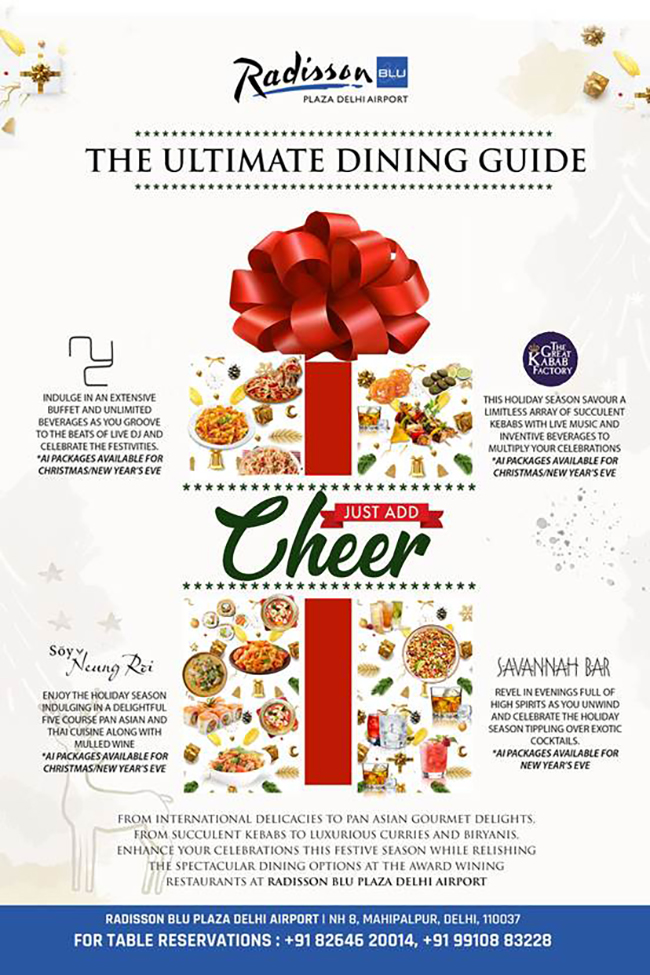 Radisson BLU
PLAZA DELHI AIRPORT
THE ULTIMATE DINING GUIDE
INDULGE IN AN EXTENSIVE
BUFFET AND UNLIMITED
BEVERAGES AS YOU GROOVE
TO THE BEATS OF LIVE DJ AND
CELEBRATE THE FESTIVITIES.
*AI PACKAGES AVAILABLE FOR
CHRISTMAS/NEW YEAR'S EVE
THE
GREAT
KABAB
FACTORY
THIS HOLIDAY SEASON SAVOUR A
LIMITLESS ARRAY OF SUCCULENT
KEBABS WITH LIVE MUSIC AND
INVENTIVE BEVERAGES TO
MULTIPLY YOUR CELEBRATIONS
*AI PACKAGES AVAILABLE FOR
CHRISTMAS/NEW YEAR'S EVE
JUST ADD
Cheer
Söy
Neung Roi
ENJOY THE HOLIDAY SEASON
INDULGING IN A DELIGHTFUL
FIVE COURSE PAN ASIAN AND
THAI CUISINE ALONG WITH
MULLED WINE
*AI PACKAGES AVAILABLE FOR
CHRISTMAS/NEW YEAR'S EVE
SAVANNAH BAR
REVEL IN EVENINGS FULL OF
HIGH SPIRITS AS YOU UNWIND
AND CELEBRATE THE HOLIDAY
SEASON TIPPLING OVER EXOTIC
COCKTAILS.
*AI PACKAGES AVAILABLE FOR
NEW YEAR'S EVE
FROM INTERNATIONAL DELICACIES TO PAN ASIAN GOURMET DELIGHTS,
FROM SUCCULENT KEBABS TO LUXURIOUS CURRIES AND BIRYANIS,
ENHANCE YOUR CELEBRATIONS THIS FESTIVE SEASON WHILE RELISHING
THE SPECTACULAR DINING OPTIONS AT THE AWARD WINING
RESTAURANTS AT RADISSON BLU PLAZA DELHI AIRPORT
RADISSON BLU PLAZA DELHI AIRPORT | NH 8, MAHIPALPUR, DELHI, 110037
FOR TABLE RESERVATIONS : +91 82646 20014, +91 99108 83228